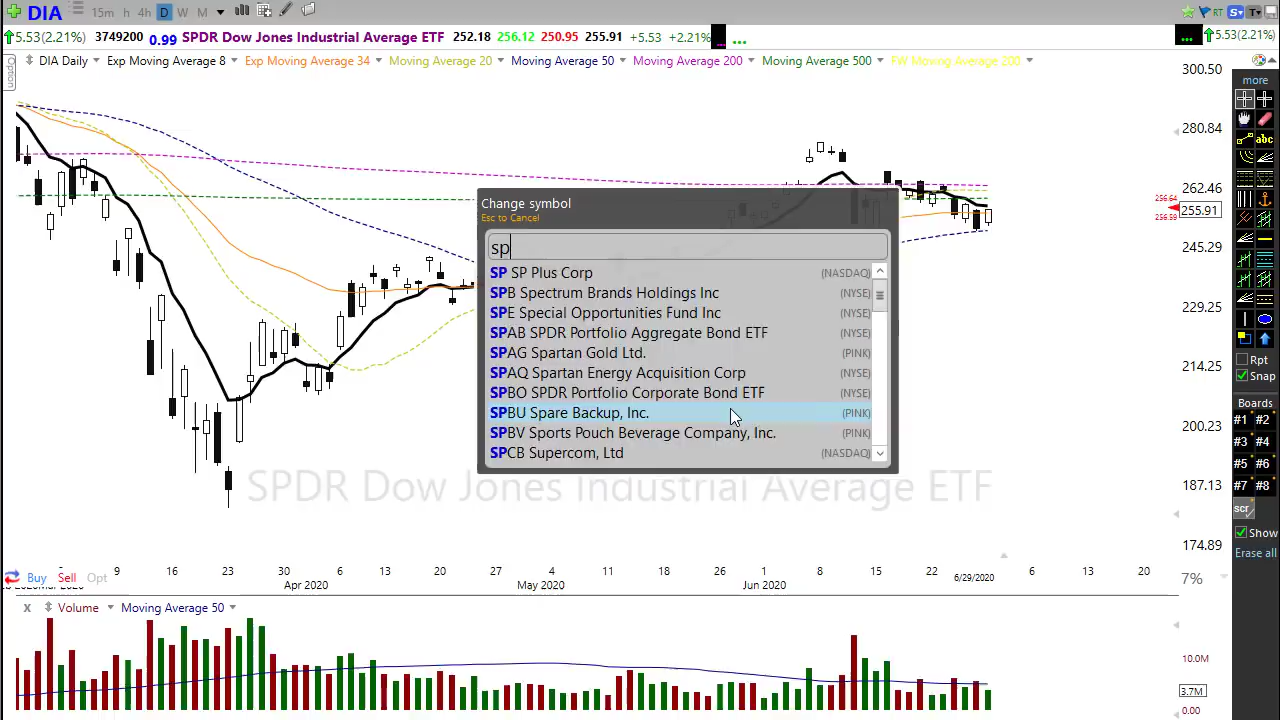 DIA 15m h 4h D W M RT S T
5.53(2.21%) 3749200 0.99 SPDR Dow Jones Industrial Average ETF 252.18 256.12 250.95 255.91 +5.53 +2.21% ... ... ... 5.53(2.21%)
Option
DIA Daily Exp Moving Average 8 Exp Moving Average 34 Moving Average 20 Moving Average 50 Moving Average 200 Moving Average 500 FW Moving Average 200
300.50
280.84
262.46
256.64
255.91
256.59
245.29
229.25
214.25
200.23
187.13
174.89
more
abc
Rpt
Snap
Boards
#1 #2
#3 #4
#5 #6
#7 #8
scr
Show
Erase all
Change symbol
Esc to Cancel
sp
SP SP Plus Corp (NASDAQ)
SPB Spectrum Brands Holdings Inc (NYSE)
SPE Special Opportunities Fund Inc (NYSE)
SPAB SPDR Portfolio Aggregate Bond ETF (NYSE)
SPAG Spartan Gold Ltd. (PINK)
SPAQ Spartan Energy Acquisition Corp (NYSE)
SPBO SPDR Portfolio Corporate Bond ETF (NYSE)
SPBU Spare Backup, Inc. (PINK)
SPBV Sports Pouch Beverage Company, Inc. (PINK)
SPCB Supercom, Ltd (NASDAQ)
SPDR Dow Jones Industrial Average ETF
Buy Sell Opt
9 16 23 6 13 20 27 4 11 18 26 1 8 15 22 6/29/2020 6 13 20
Apr 2020 May 2020 Jun 2020
7%
X Volume Moving Average 50
10.0M
3.7M
0.00